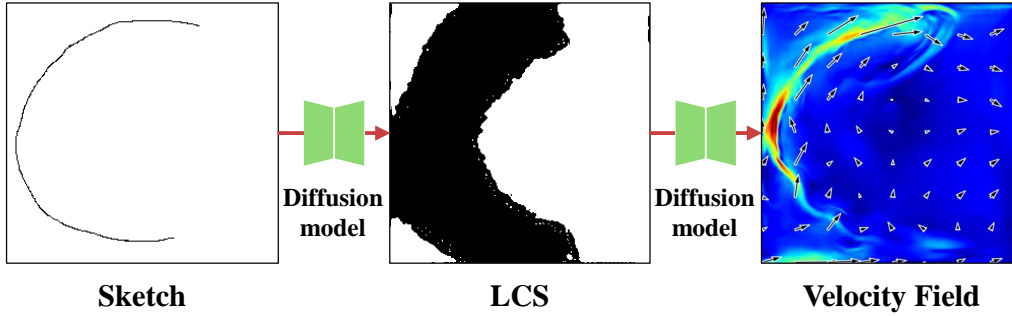 Diffusion
model
Diffusion
model
Sketch
LCS
Velocity Field